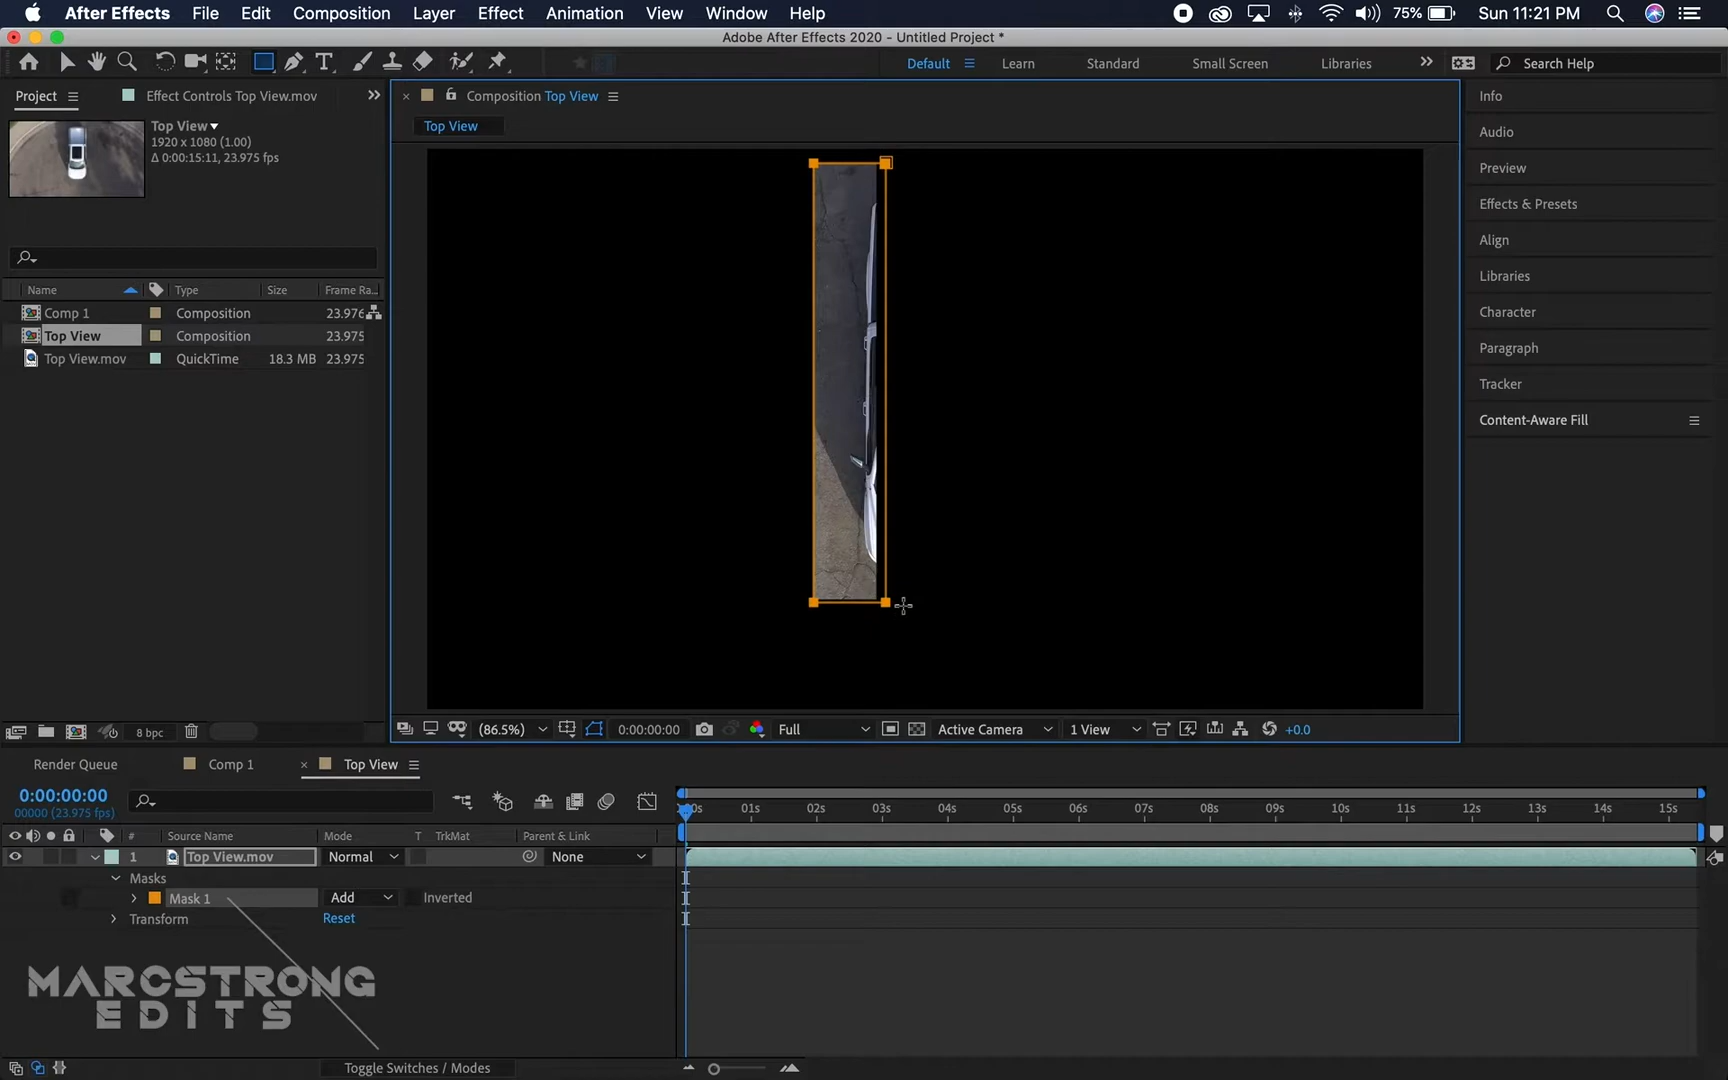 After Effects File Edit Composition Layer Effect Animation View Window Help 75% Sun 11:21 PM
Adobe After Effects 2020 - Untitled Project *
Default Learn Standard Small Screen Libraries Search Help
Project Effect Controls Top View.mov
Composition Top View
Top View
Top View
1920 x 1080 (1.00)
Δ 0:00:15:11, 23.975 fps
Name Type Size Frame Ra...
Comp 1 Composition 23.976
Top View Composition 23.975
Top View.mov QuickTime 18.3 MB 23.975
Info
Audio
Preview
Effects & Presets
Align
Libraries
Character
Paragraph
Tracker
Content-Aware Fill
8 bpc
(86.5%) 0:00:00:00 Full Active Camera 1 View +0.0
Render Queue Comp 1 Top View
0:00:00:00
00000 (23.975 fps)
:00s 01s 02s 03s 04s 05s 06s 07s 08s 09s 10s 11s 12s 13s 14s 15s
# Source Name Mode T TrkMat Parent & Link
1 Top View.mov Normal None
Masks
Mask 1 Add Inverted
Transform Reset
MARCSTRONG
EDITS
Toggle Switches / Modes